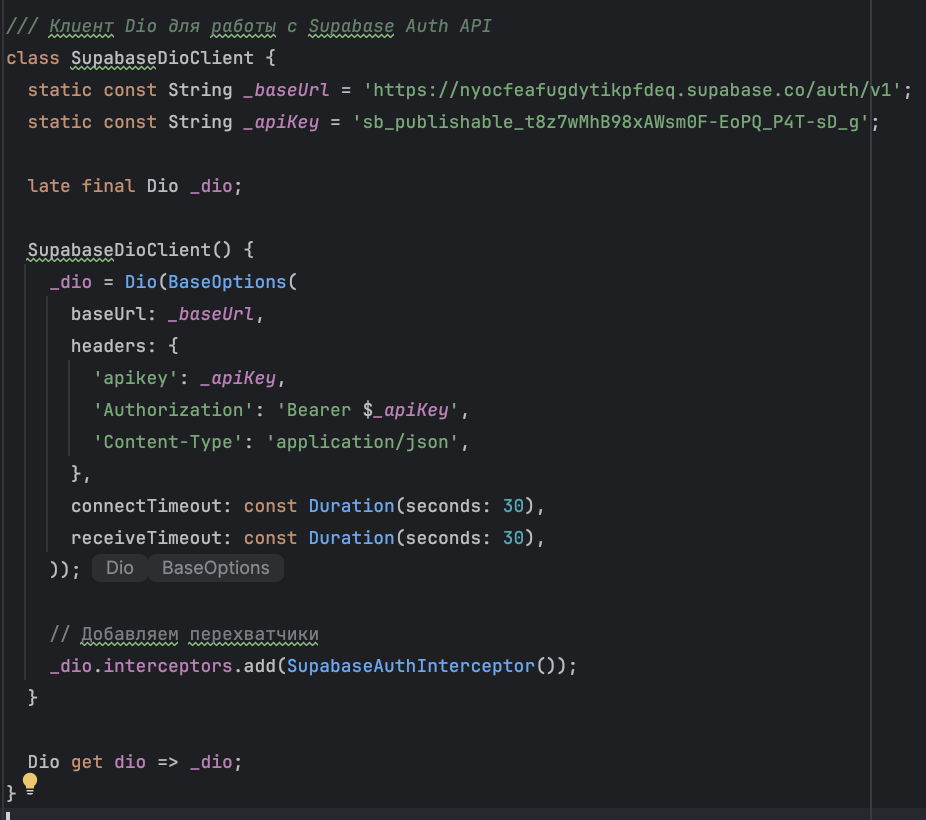 /// Клиент Dio для работы с Supabase Auth API
class SupabaseDioClient {
  static const String _baseUrl = 'https://nyocfeafugdytikpfdeq.supabase.co/auth/v1';
  static const String _apiKey = 'sb_publishable_t8z7wMhB98xAWsm0F-EoPQ_P4T-sD_g';

  late final Dio _dio;

  SupabaseDioClient() {
    _dio = Dio(BaseOptions(
      baseUrl: _baseUrl,
      headers: {
        'apikey': _apiKey,
        'Authorization': 'Bearer $_apiKey',
        'Content-Type': 'application/json',
      },
      connectTimeout: const Duration(seconds: 30),
      receiveTimeout: const Duration(seconds: 30),
    )); Dio BaseOptions

    // Добавляем перехватчики
    _dio.interceptors.add(SupabaseAuthInterceptor());
  }

  Dio get dio => _dio;
}